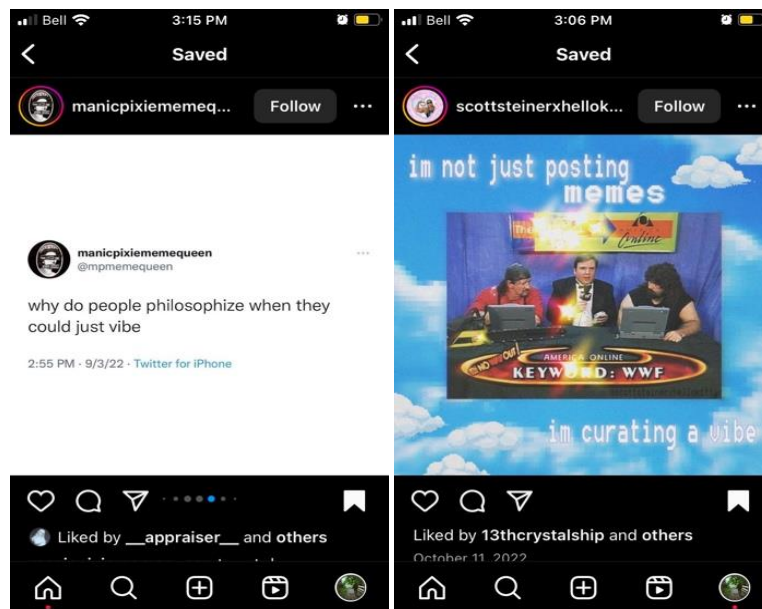 Bell
3:15 PM
Saved
manicpixiememeq...
Follow
manicpixiememequeen
@mpmemequeen
why do people philosophize when they
could just vibe
2:55 PM · 9/3/22 · Twitter for iPhone
Liked by __appraiser__ and others
Bell
3:06 PM
Saved
scottsteinerxhellok...
Follow
im not just posting
memes
Online
AMERICA ONLINE
KEYWORD: WWF
im curating a vibe
Liked by 13thcrystalship and others
October 11, 2022